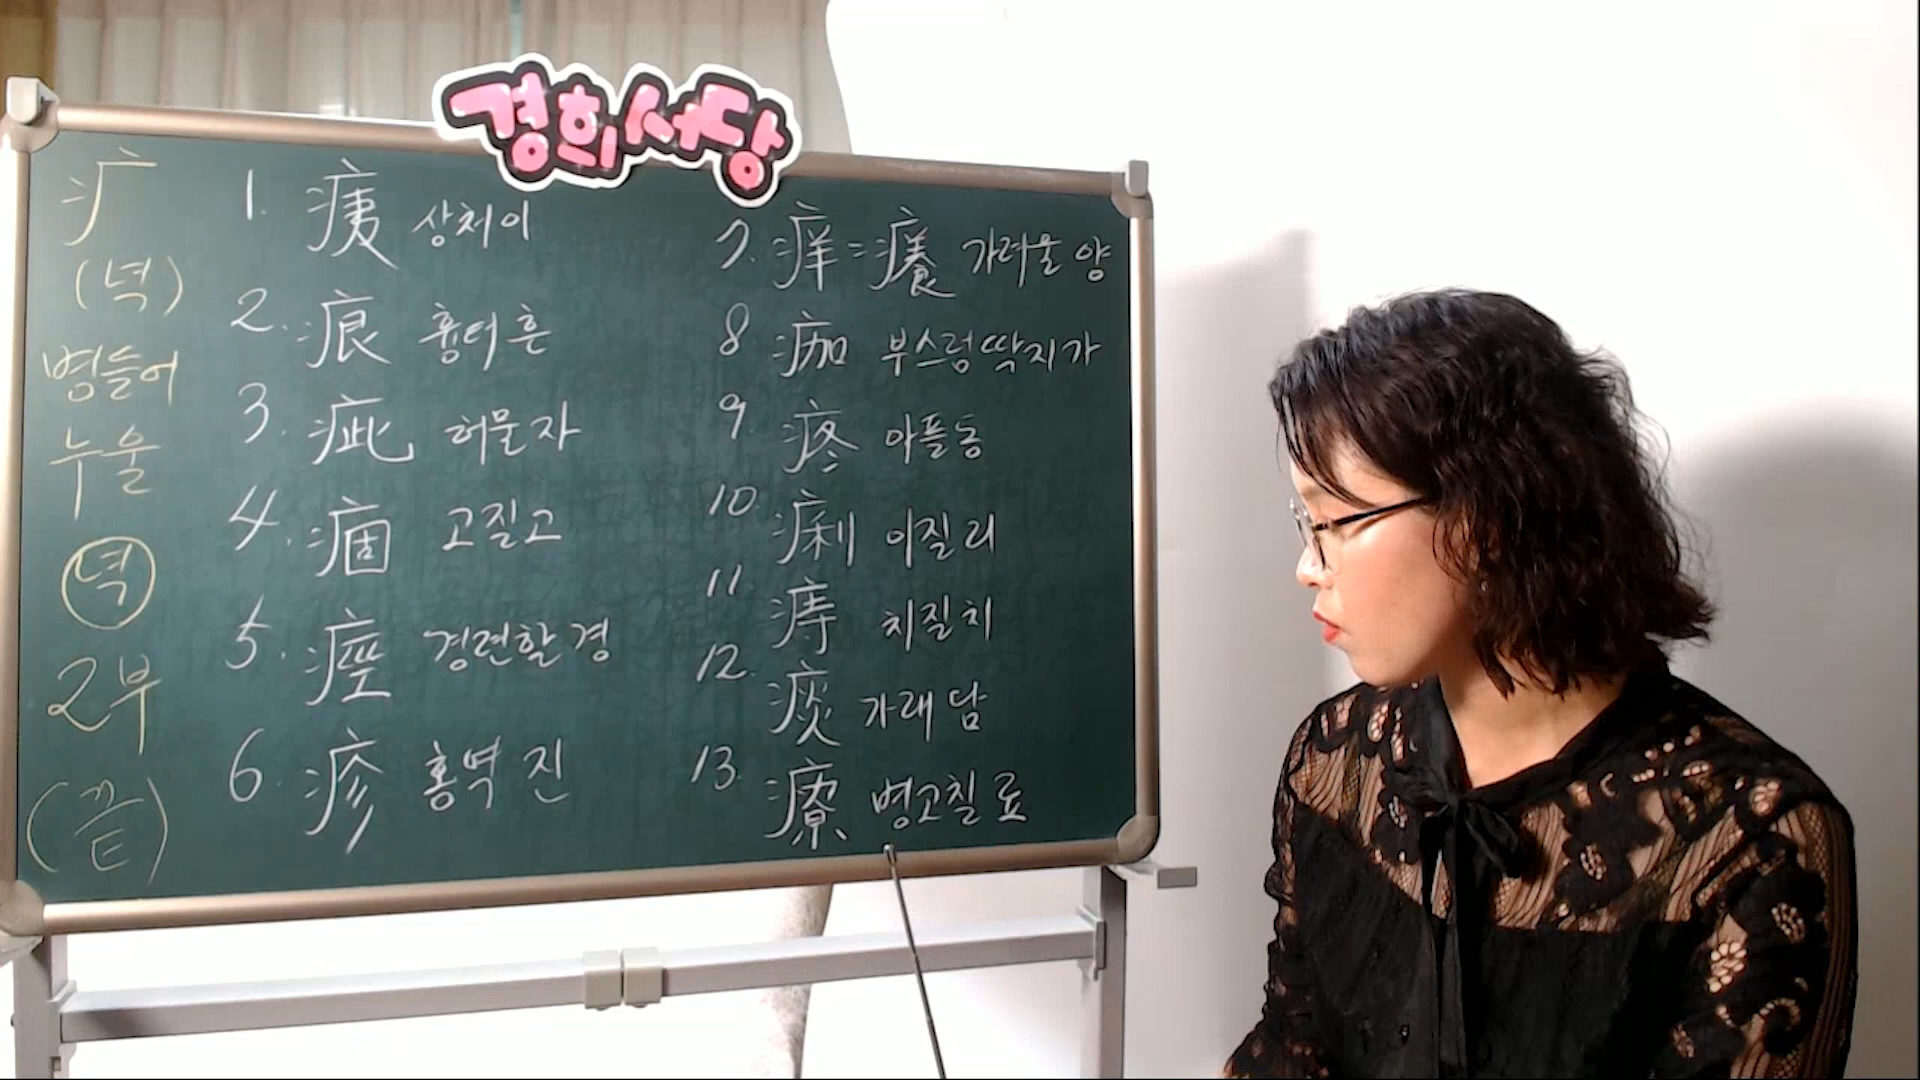 경희서당
疒
(녁)
병들어
누울
녁
2부
(끝)
1. 痍 상처이
2. 痕 흉터흔
3. 疵 허물자
4. 痼 고질고
5. 痙 경련할경
6. 疹 홍역진
7. 痒=癢 가려울양
8 痂 부스럼딱지가
9. 疼 아플동
10. 痢 이질리
11 痔 치질치
12. 痰 가래담
13. 療 병고칠료